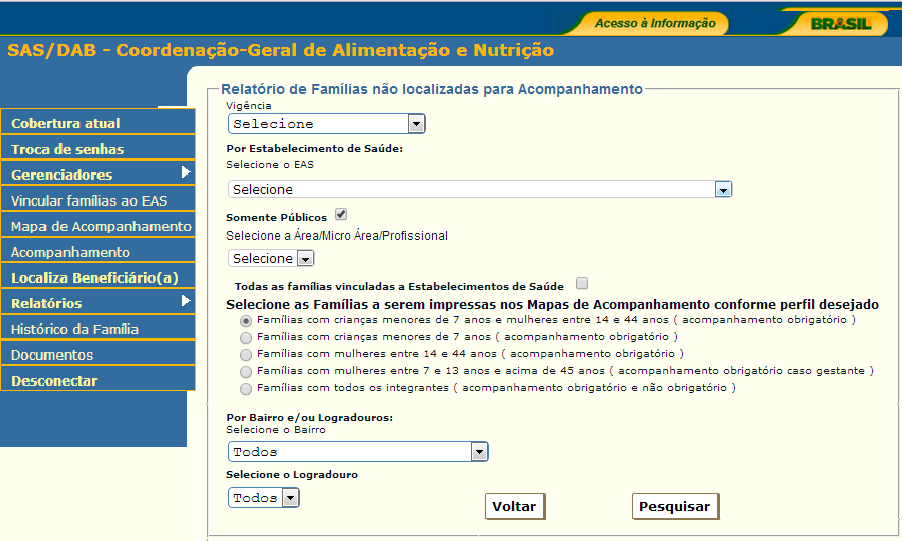 Acesso à Informação
BRASIL
SAS/DAB - Coordenação-Geral de Alimentação e Nutrição
Cobertura atual
Troca de senhas
Gerenciadores
Vincular famílias ao EAS
Mapa de Acompanhamento
Acompanhamento
Localiza Beneficiário(a)
Relatórios
Histórico da Família
Documentos
Desconectar
Relatório de Famílias não localizadas para Acompanhamento
Vigência
Selecione
Por Estabelecimento de Saúde:
Selecione o EAS
Selecione
Somente Públicos
Selecione a Área/Micro Área/Profissional
Selecione
Todas as famílias vinculadas a Estabelecimentos de Saúde
Selecione as Famílias a serem impressas nos Mapas de Acompanhamento conforme perfil desejado
Famílias com crianças menores de 7 anos e mulheres entre 14 e 44 anos ( acompanhamento obrigatório )
Famílias com crianças menores de 7 anos ( acompanhamento obrigatório )
Famílias com mulheres entre 14 e 44 anos ( acompanhamento obrigatório )
Famílias com mulheres entre 7 e 13 anos e acima de 45 anos ( acompanhamento obrigatório caso gestante )
Famílias com todos os integrantes ( acompanhamento obrigatório e não obrigatório )
Por Bairro e/ou Logradouros:
Selecione o Bairro
Todos
Selecione o Logradouro
Todos
Voltar
Pesquisar